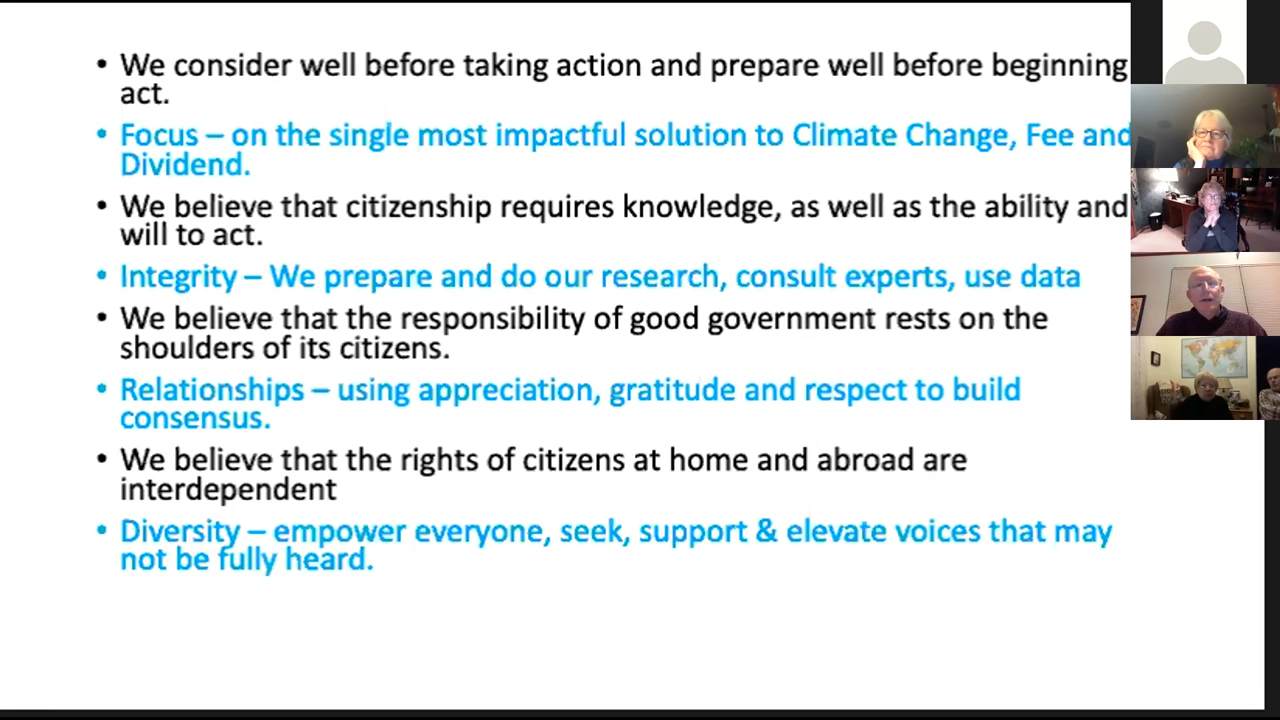 • We consider well before taking action and prepare well before beginning
act.
• Focus – on the single most impactful solution to Climate Change, Fee and
Dividend.
• We believe that citizenship requires knowledge, as well as the ability and
will to act.
• Integrity – We prepare and do our research, consult experts, use data
• We believe that the responsibility of good government rests on the
shoulders of its citizens.
• Relationships – using appreciation, gratitude and respect to build
consensus.
• We believe that the rights of citizens at home and abroad are
interdependent
• Diversity – empower everyone, seek, support & elevate voices that may
not be fully heard.